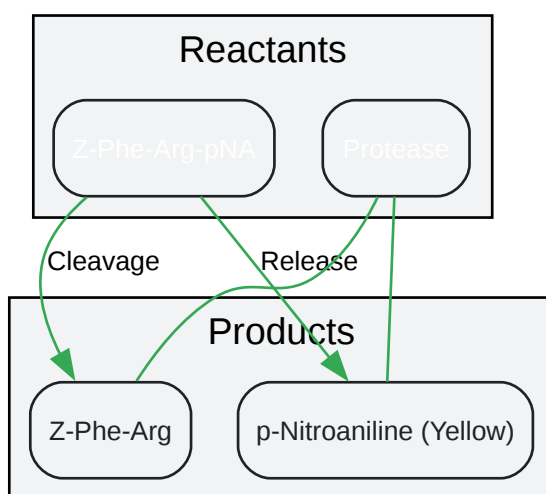 Reactants
Z-Phe-Arg-pNA
Protease
Cleavage
Release
Products
Z-Phe-Arg
p-Nitroaniline (Yellow)